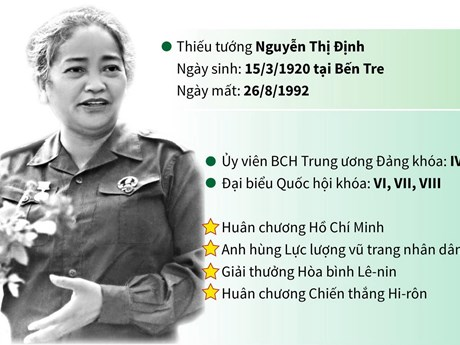 Thiếu tướng Nguyễn Thị Định
Ngày sinh: 15/3/1920 tại Bến Tre
Ngày mất: 26/8/1992
Ủy viên BCH Trung ương Đảng khóa: IV
Đại biểu Quốc hội khóa: VI, VII, VIII
Huân chương Hồ Chí Minh
Anh hùng Lực lượng vũ trang nhân dân
Giải thưởng Hòa bình Lê-nin
Huân chương Chiến thắng Hi-rôn